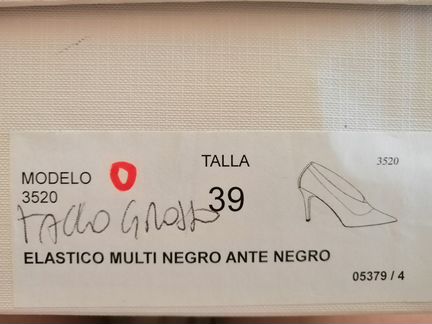 MODELO O TALLA
3520
3520 39
TACCO GROSSO
ELASTICO MULTI NEGRO ANTE NEGRO
05379 / 4